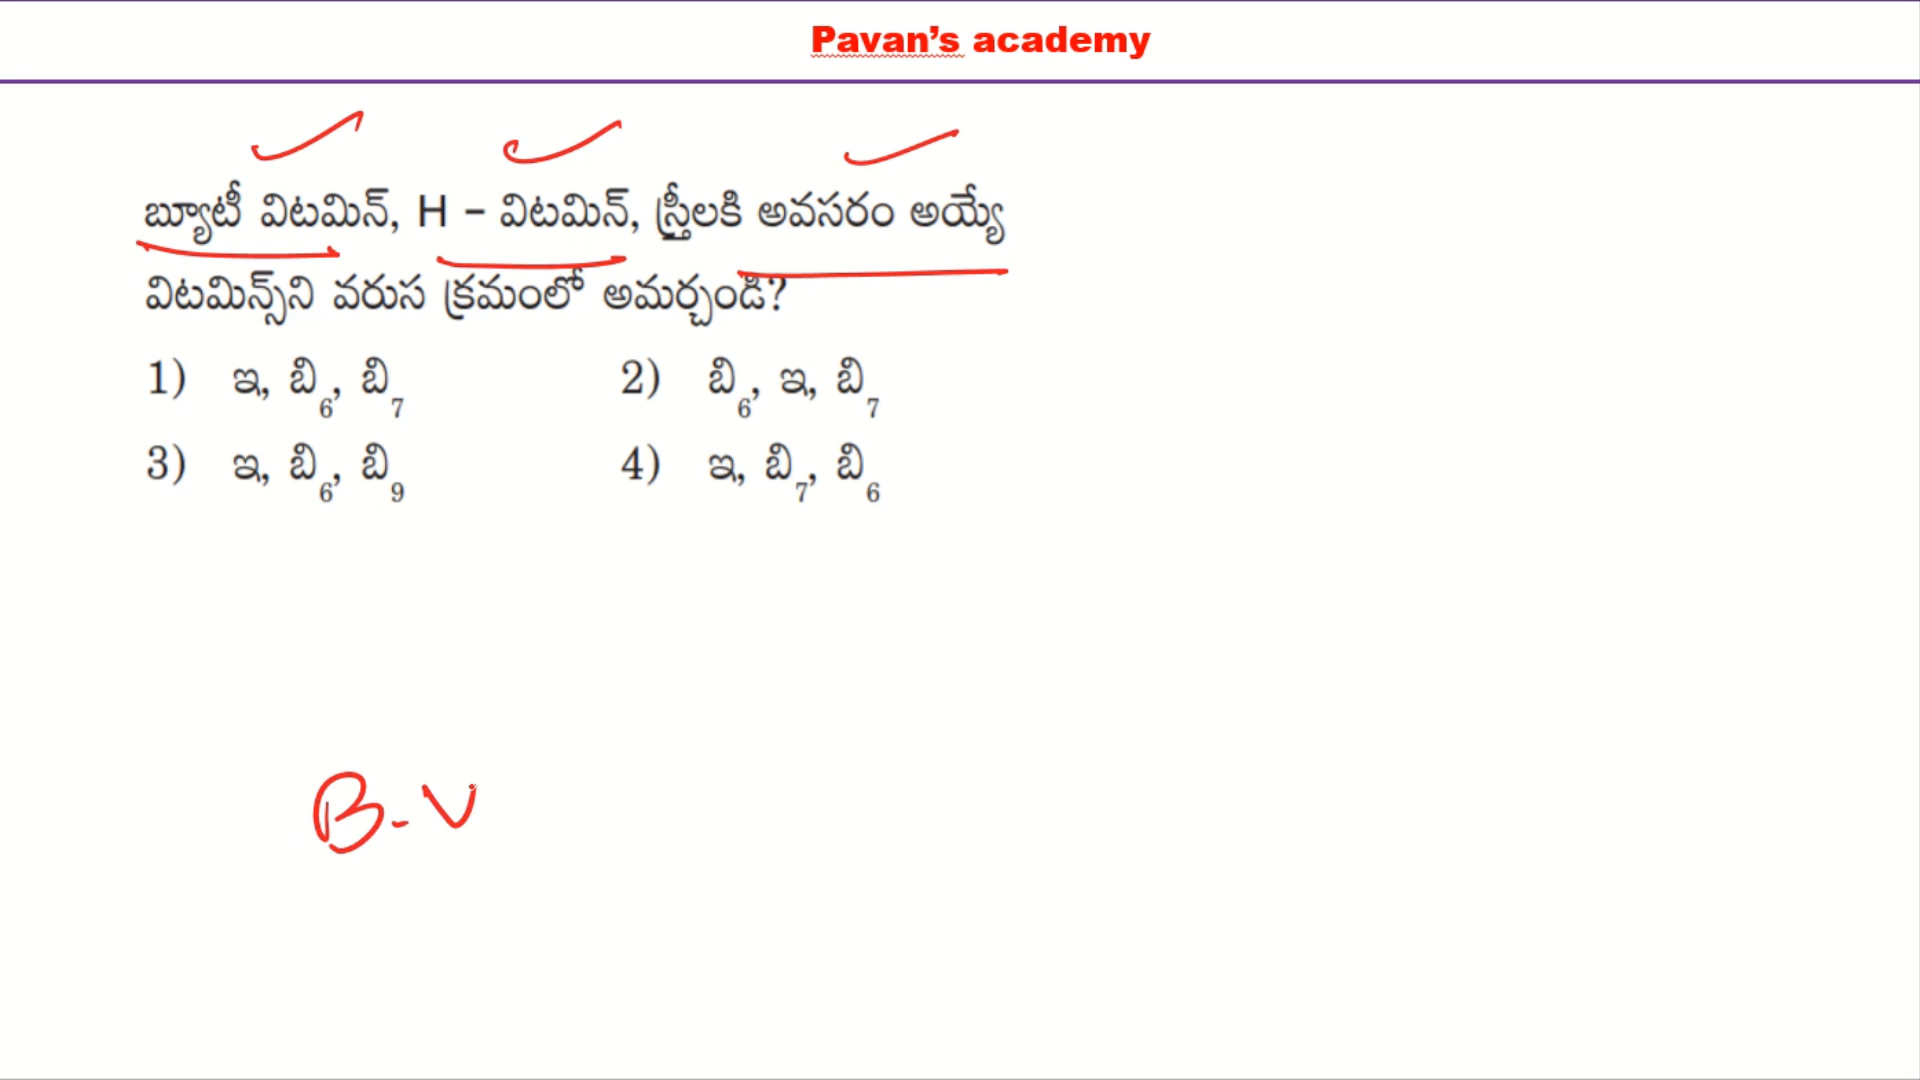 Pavan's academy
బ్యూటీ విటమిన్, H – విటమిన్, స్త్రీలకి అవసరం అయ్యే
విటమిన్స్‌ని వరుస క్రమంలో అమర్చండి?
1) ఇ, బి₆, బి₇ 2) బి₆, ఇ, బి₇
3) ఇ, బి₆, బి₉ 4) ఇ, బి₇, బి₆
B-V